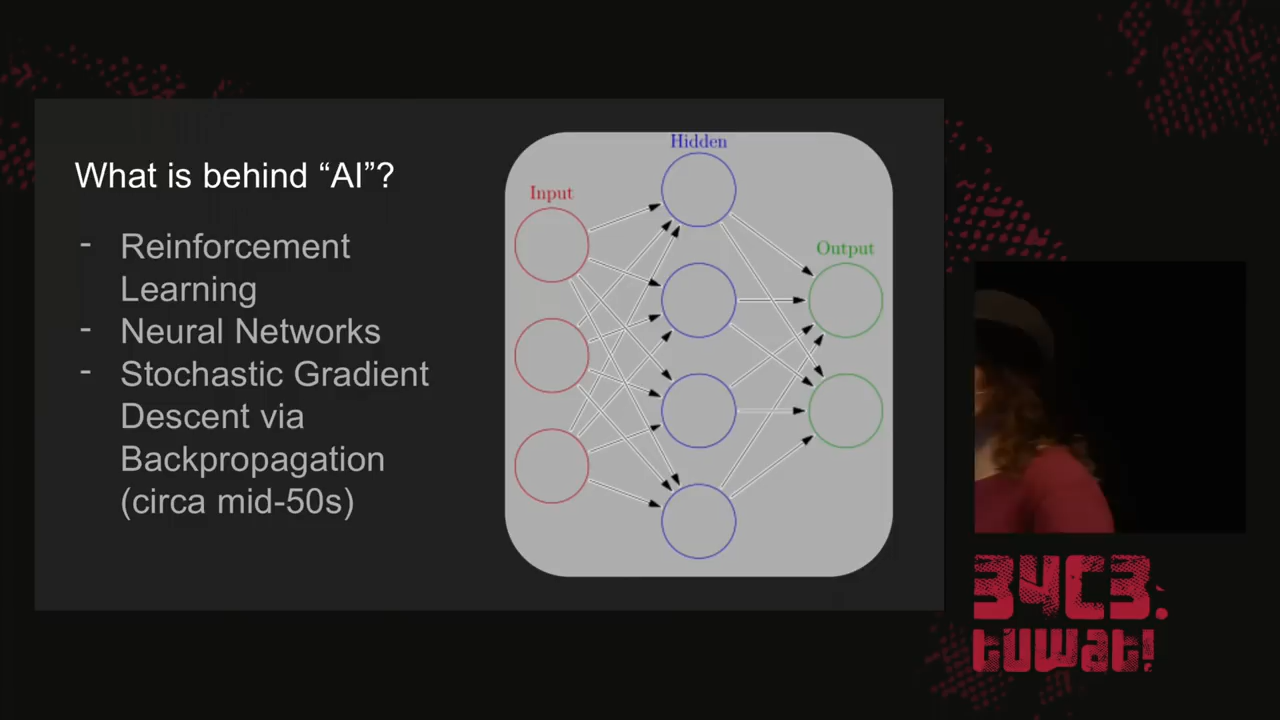 What is behind “AI”?
- Reinforcement
Learning
- Neural Networks
- Stochastic Gradient
Descent via
Backpropagation
(circa mid-50s)
Hidden
Input
Output
34C3.
tuwat!